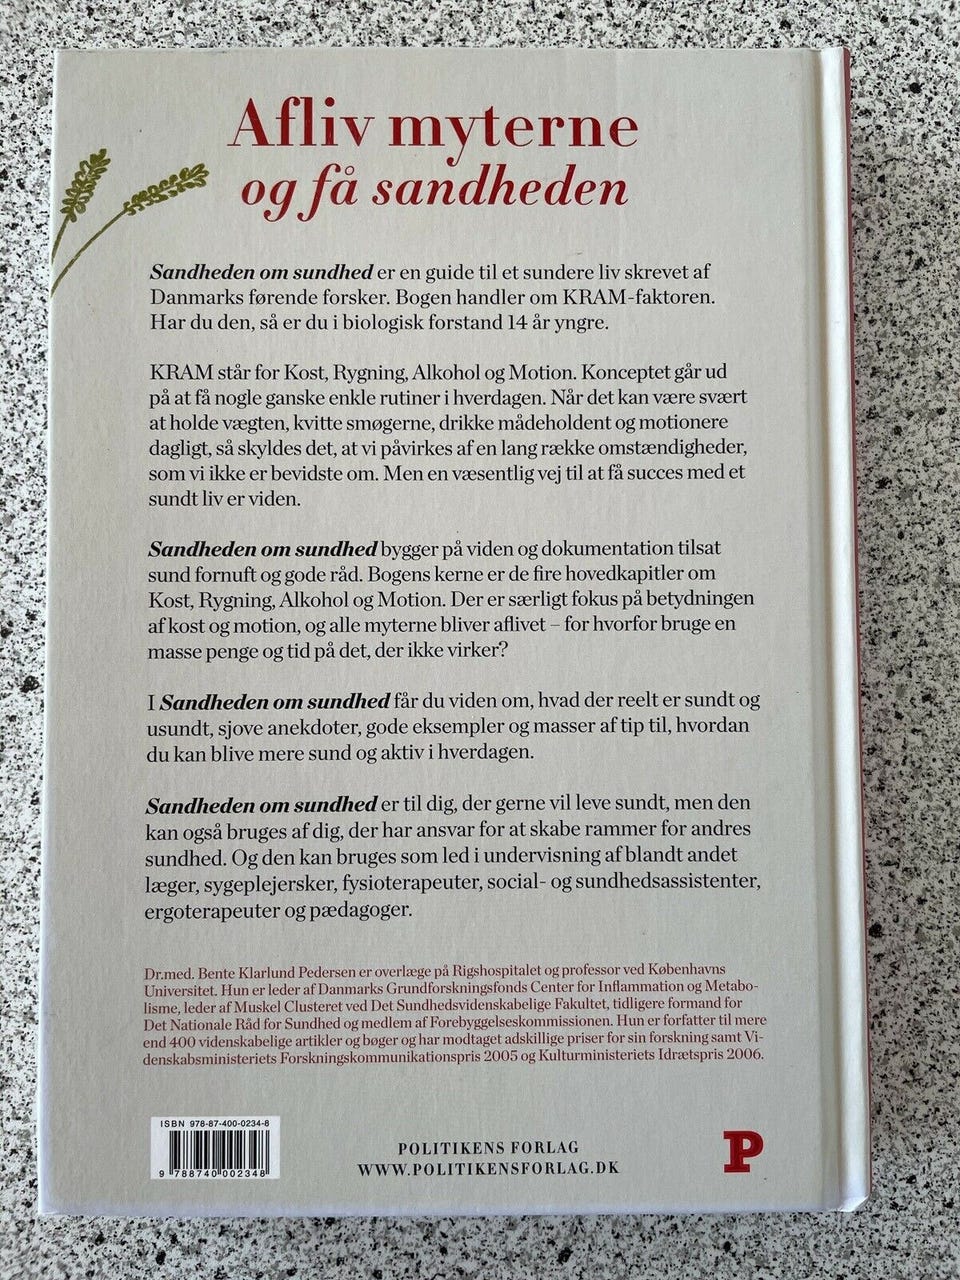 Afliv myterne
og få sandheden
Sandheden om sundhed er en guide til et sundere liv skrevet af
Danmarks førende forsker. Bogen handler om KRAM-faktoren.
Har du den, så er du i biologisk forstand 14 år yngre.
KRAM står for Kost, Rygning, Alkohol og Motion. Konceptet går ud
på at få nogle ganske enkle rutiner i hverdagen. Når det kan være svært
at holde vægten, kvitte smøgerne, drikke mådeholdent og motionere
dagligt, så skyldes det, at vi påvirkes af en lang række omstændigheder,
som vi ikke er bevidste om. Men en væsentlig vej til at få succes med et
sundt liv er viden.
Sandheden om sundhed bygger på viden og dokumentation tilsat
sund fornuft og gode råd. Bogens kerne er de fire hovedkapitler om
Kost, Rygning, Alkohol og Motion. Der er særligt fokus på betydningen
af kost og motion, og alle myterne bliver aflivet – for hvorfor bruge en
masse penge og tid på det, der ikke virker?
I Sandheden om sundhed får du viden om, hvad der reelt er sundt og
usundt, sjove anekdoter, gode eksempler og masser af tip til, hvordan
du kan blive mere sund og aktiv i hverdagen.
Sandheden om sundhed er til dig, der gerne vil leve sundt, men den
kan også bruges af dig, der har ansvar for at skabe rammer for andres
sundhed. Og den kan bruges som led i undervisning af blandt andet
læger, sygeplejersker, fysioterapeuter, social- og sundhedsassistenter,
ergoterapeuter og pædagoger.
Dr.med. Bente Klarlund Pedersen er overlæge på Rigshospitalet og professor ved Københavns
Universitet. Hun er leder af Danmarks Grundforskningsfonds Center for Inflammation og Metabo-
lisme, leder af Muskel Clusteret ved Det Sundhedsvidenskabelige Fakultet, tidligere formand for
Det Nationale Råd for Sundhed og medlem af Forebyggelseskommissionen. Hun er forfatter til mere
end 400 videnskabelige artikler og bøger og har modtaget adskillige priser for sin forskning samt Vi-
denskabsministeriets Forskningskommunikationspris 2005 og Kulturministeriets Idrætspris 2006.
ISBN 978-87-400-0234-8
9 788740 002348
POLITIKENS FORLAG
WWW.POLITIKENSFORLAG.DK
P